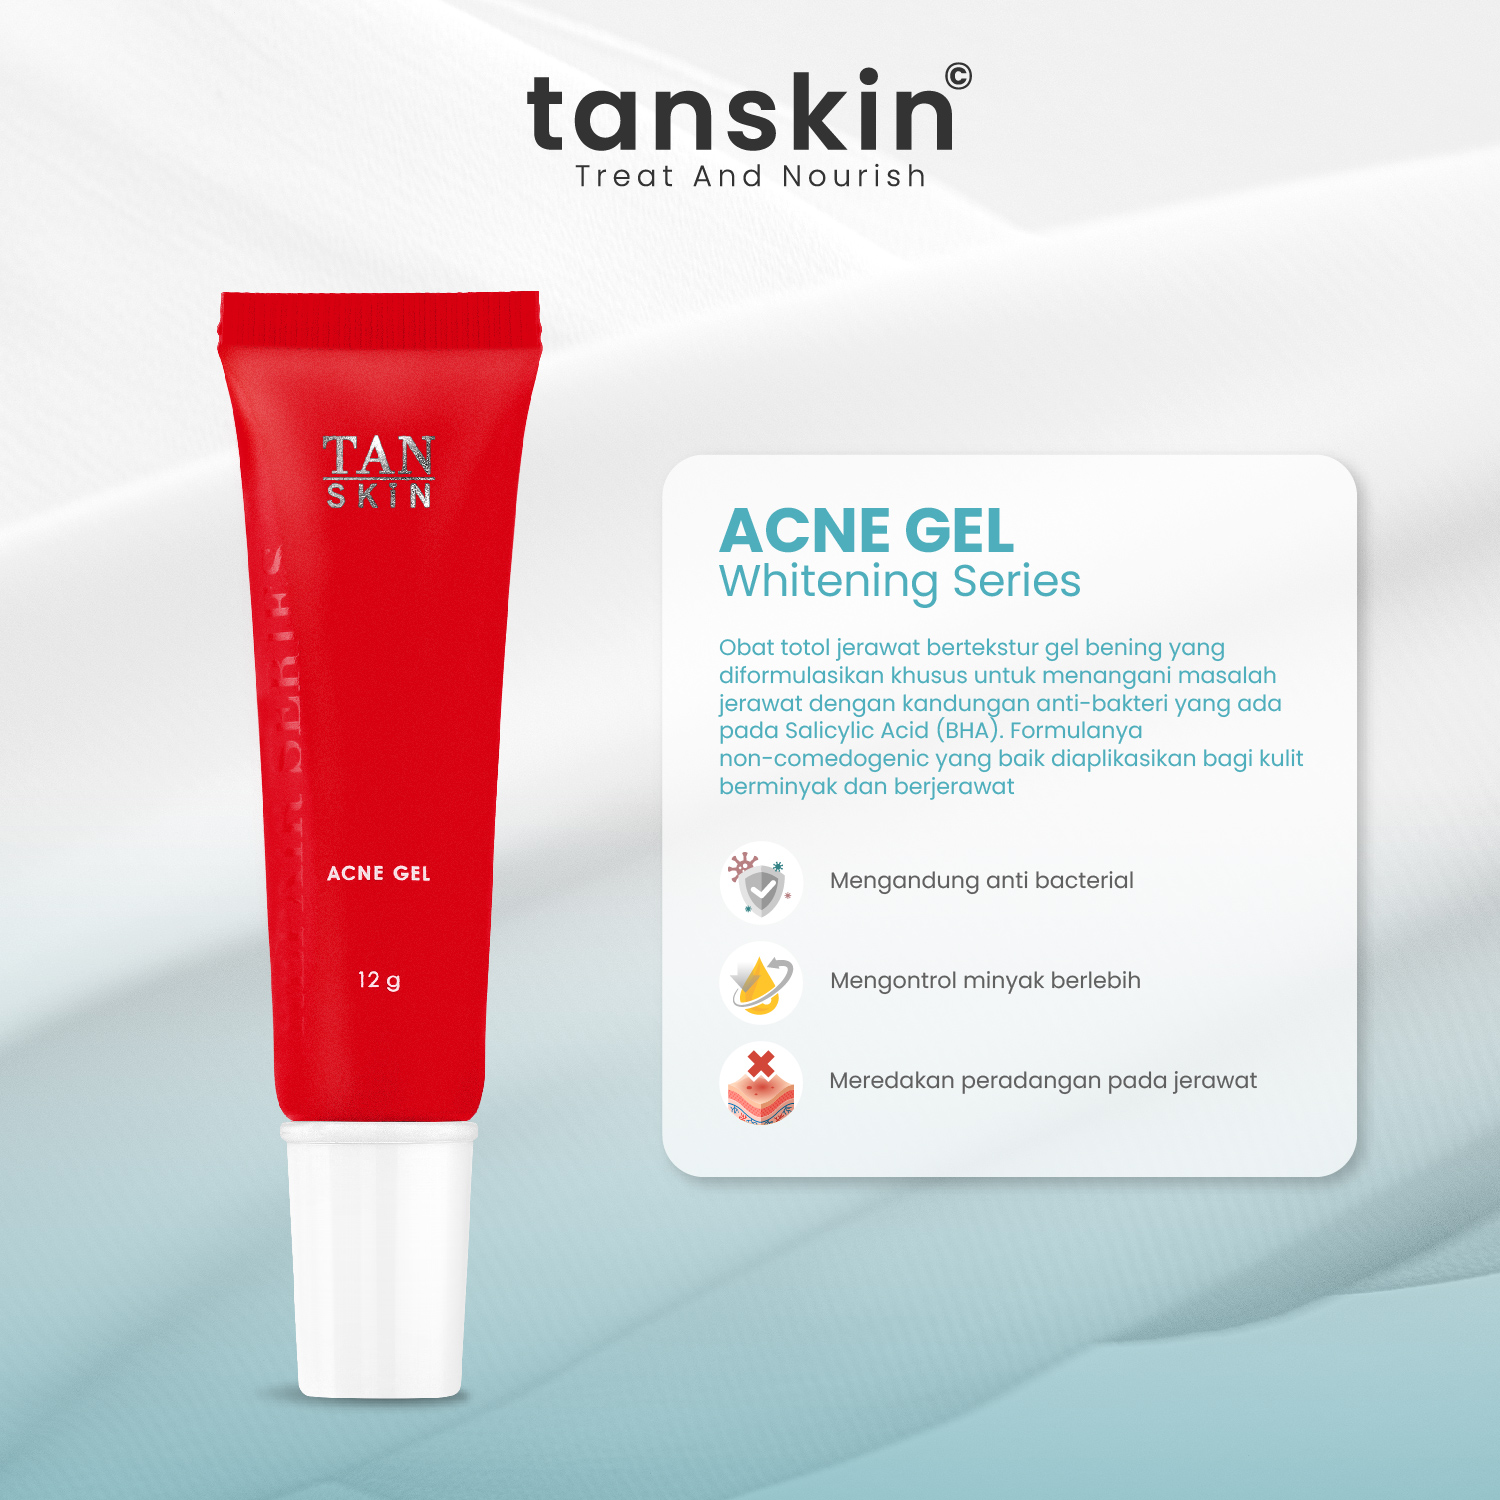 tanskin©
Treat And Nourish
TAN
SKIN
ACNE GEL
12 g
ACNE GEL
Whitening Series
Obat totol jerawat bertekstur gel bening yang
diformulasikan khusus untuk menangani masalah
jerawat dengan kandungan anti-bakteri yang ada
pada Salicylic Acid (BHA). Formulanya
non-comedogenic yang baik diaplikasikan bagi kulit
berminyak dan berjerawat
Mengandung anti bacterial
Mengontrol minyak berlebih
Meredakan peradangan pada jerawat